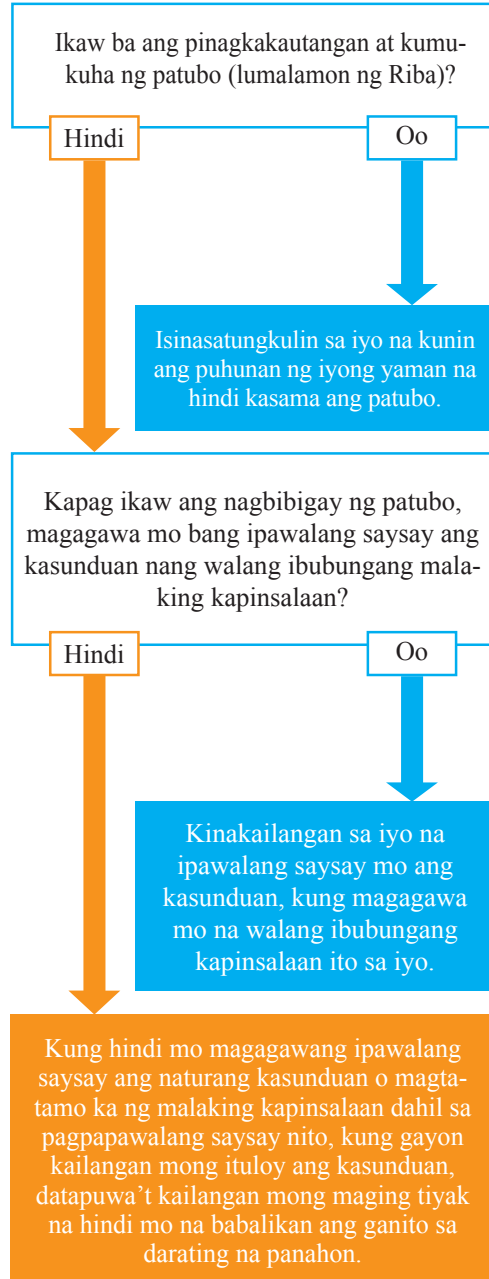 Ikaw ba ang pinagkakautangan at kumu-
kuha ng patubo (lumalamon ng Riba)?
Hindi
Oo
Isinasatungkulin sa iyo na kunin
ang puhunan ng iyong yaman na
hindi kasama ang patubo.
Kapag ikaw ang nagbibigay ng patubo,
magagawa mo bang ipawalang saysay ang
kasunduan nang walang ibubungang mala-
king kapinsalaan?
Hindi
Oo
Kinakailangan sa iyo na
ipawalang saysay mo ang
kasunduan, kung magagawa
mo na walang ibubungang
kapinsalaan ito sa iyo.
Kung hindi mo magagawang ipawalang
saysay ang naturang kasunduan o magta-
tamo ka ng malaking kapinsalaan dahil sa
pagpapawalang saysay nito, kung gayon
kailangan mong ituloy ang kasunduan,
datapuwa't kailangan mong maging tiyak
na hindi mo na babalikan ang ganito sa
darating na panahon.